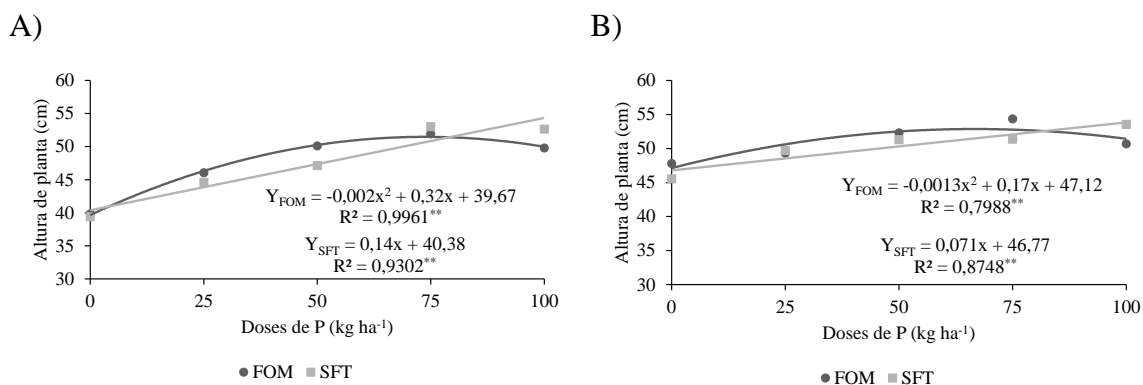 A)
Altura de planta (cm)
60
55
50
45
40
35
30
Y_FOM = -0,002x² + 0,32x + 39,67
R² = 0,9961**
Y_SFT = 0,14x + 40,38
R² = 0,9302**
0 25 50 75 100
Doses de P (kg ha⁻¹)
FOM SFT
B)
Altura de planta (cm)
60
55
50
45
40
35
30
Y_FOM = -0,0013x² + 0,17x + 47,12
R² = 0,7988**
Y_SFT = 0,071x + 46,77
R² = 0,8748**
0 25 50 75 100
Doses de P (kg ha⁻¹)
FOM SFT